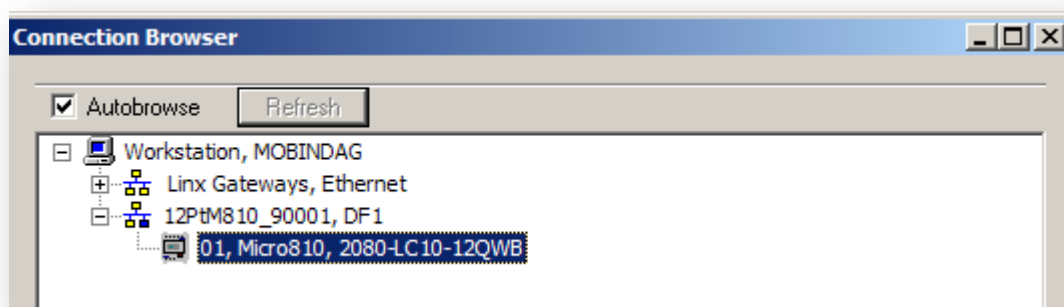 Connection Browser
Autobrowse Refresh
Workstation, MOBINDAG
Linx Gateways, Ethernet
12PtM810_90001, DF1
01, Micro810, 2080-LC10-12QWB